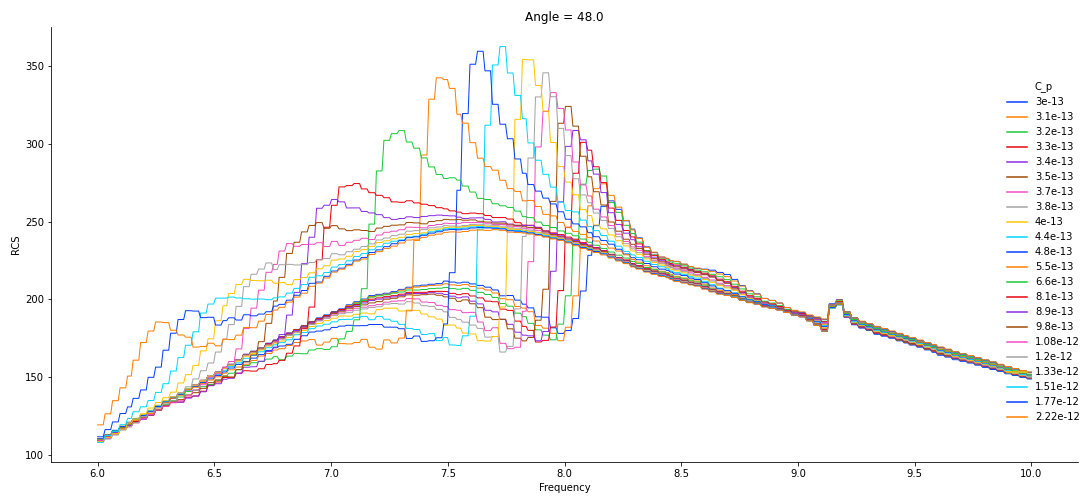 Angle = 48.0
RCS
350
300
250
200
150
100
6.0 6.5 7.0 7.5 8.0 8.5 9.0 9.5 10.0
Frequency
C_p
3e-13
3.1e-13
3.2e-13
3.3e-13
3.4e-13
3.5e-13
3.7e-13
3.8e-13
4e-13
4.4e-13
4.8e-13
5.5e-13
6.6e-13
8.1e-13
8.9e-13
9.8e-13
1.08e-12
1.2e-12
1.33e-12
1.51e-12
1.77e-12
2.22e-12